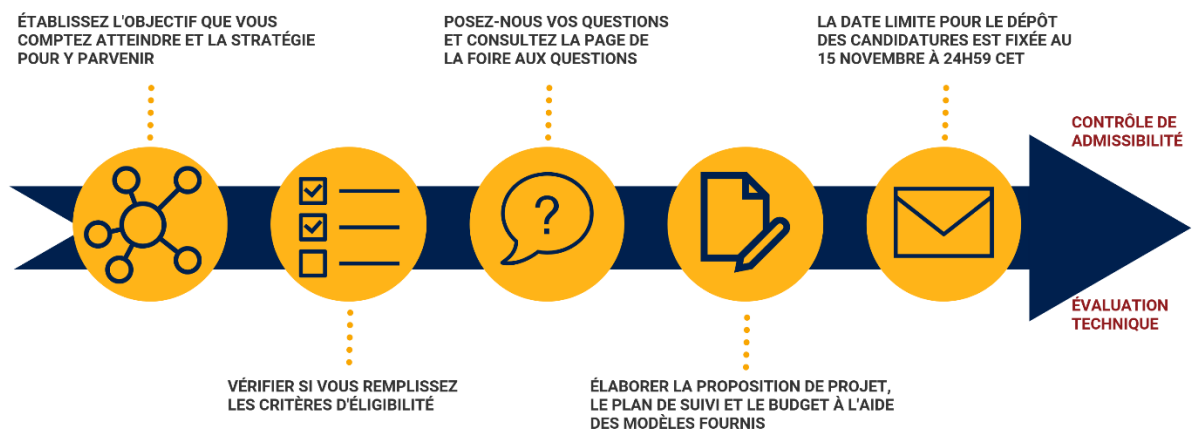 ÉTABLISSEZ L'OBJECTIF QUE VOUS
COMPTEZ ATTEINDRE ET LA STRATÉGIE
POUR Y PARVENIR
VÉRIFIER SI VOUS REMPLISSEZ
LES CRITÈRES D'ÉLIGIBILITÉ
POSEZ-NOUS VOS QUESTIONS
ET CONSULTEZ LA PAGE DE
LA FOIRE AUX QUESTIONS
?
ÉLABORER LA PROPOSITION DE PROJET,
LE PLAN DE SUIVI ET LE BUDGET À L'AIDE
DES MODÈLES FOURNIS
LA DATE LIMITE POUR LE DÉPÔT
DES CANDIDATURES EST FIXÉE AU
15 NOVEMBRE À 24H59 CET
CONTRÔLE DE
ADMISSIBILITÉ
ÉVALUATION
TECHNIQUE